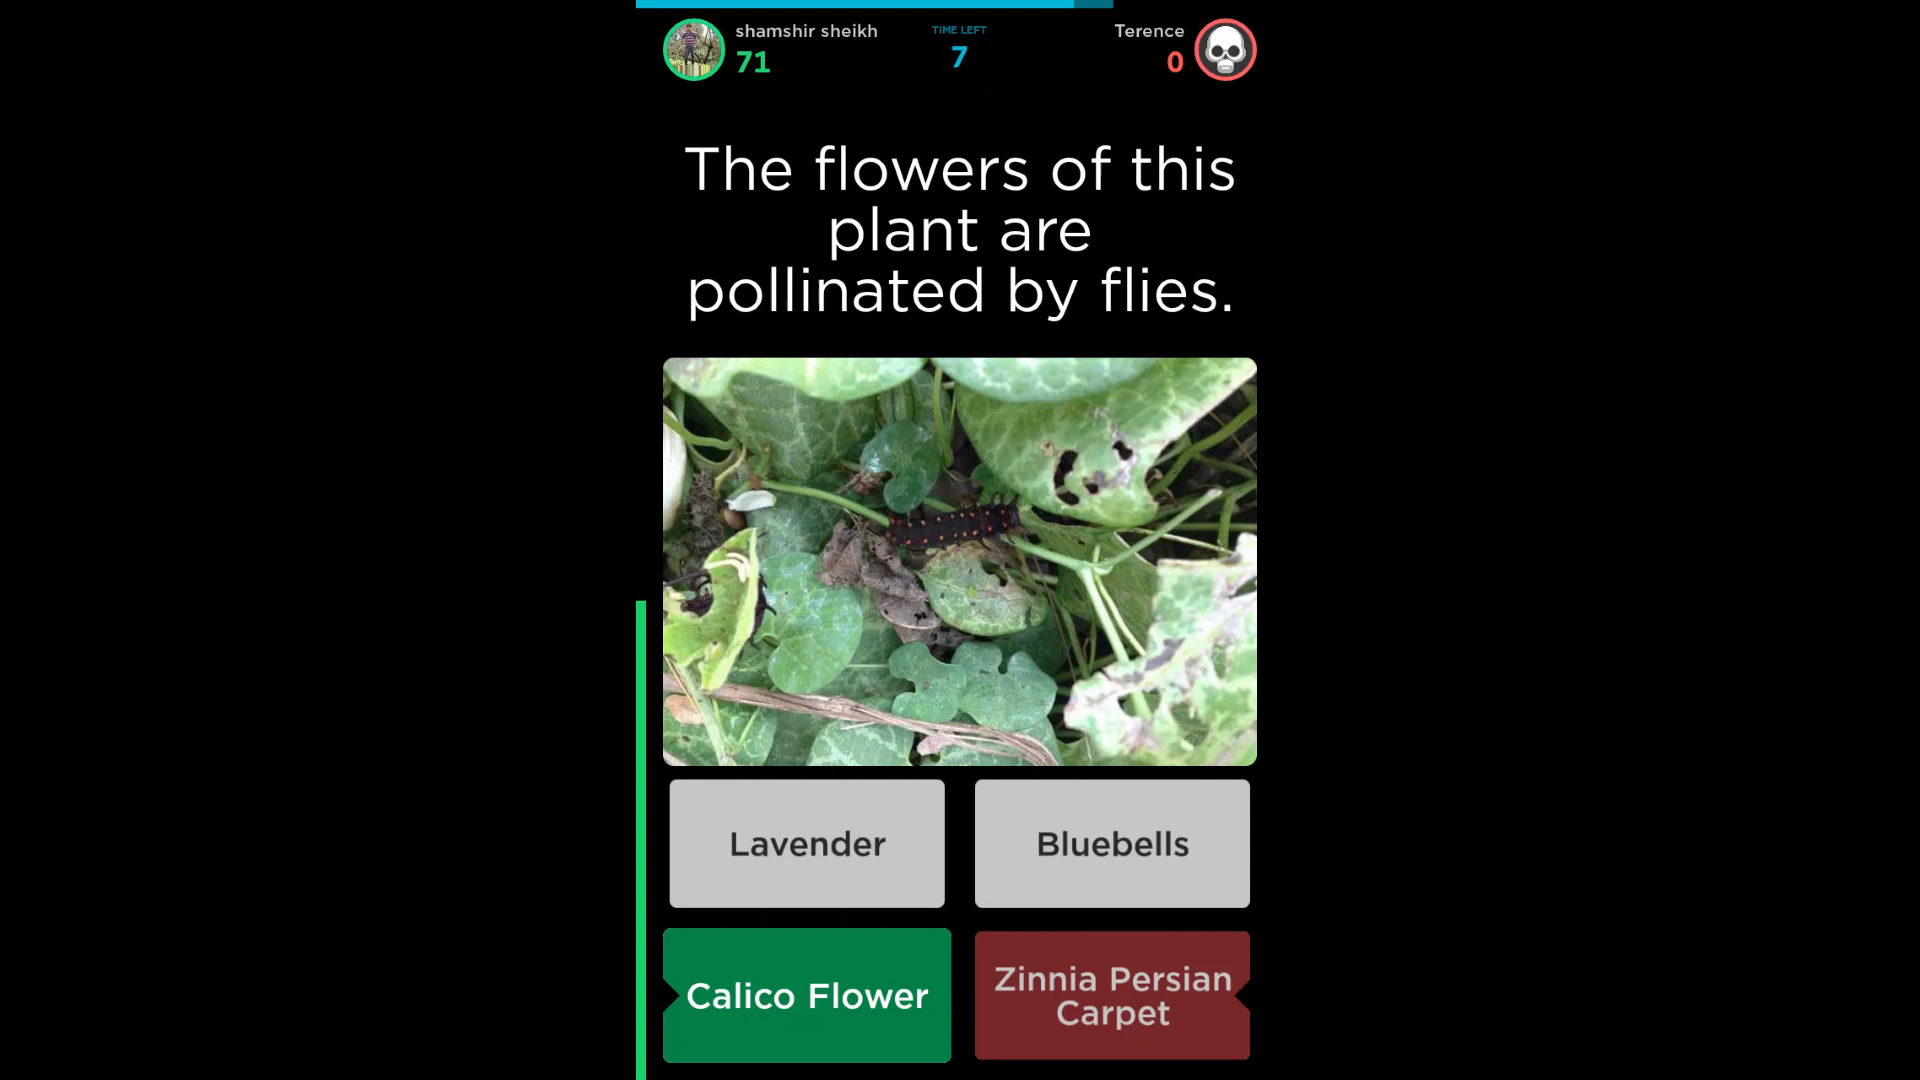 shamshir sheikh
71
TIME LEFT
7
Terence
0
The flowers of this
plant are
pollinated by flies.
Lavender
Bluebells
Calico Flower
Zinnia Persian
Carpet